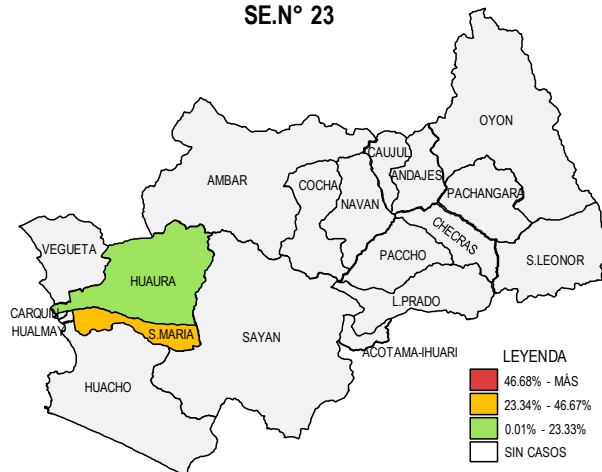 SE.N° 23
OYON
CAUJUL
ANDAJES
AMBAR
COCHA
PACHANGARA
NAVAN
CHECRAS
VEGUETA
PACCHO
S.LEONOR
HUAURA
L.PRADO
CARQUIN
HUALMAY
S.MARIA
SAYAN
ACOTAMA-IHUARI
HUACHO
LEYENDA
46.68% - MÁS
23.34% - 46.67%
0.01% - 23.33%
SIN CASOS